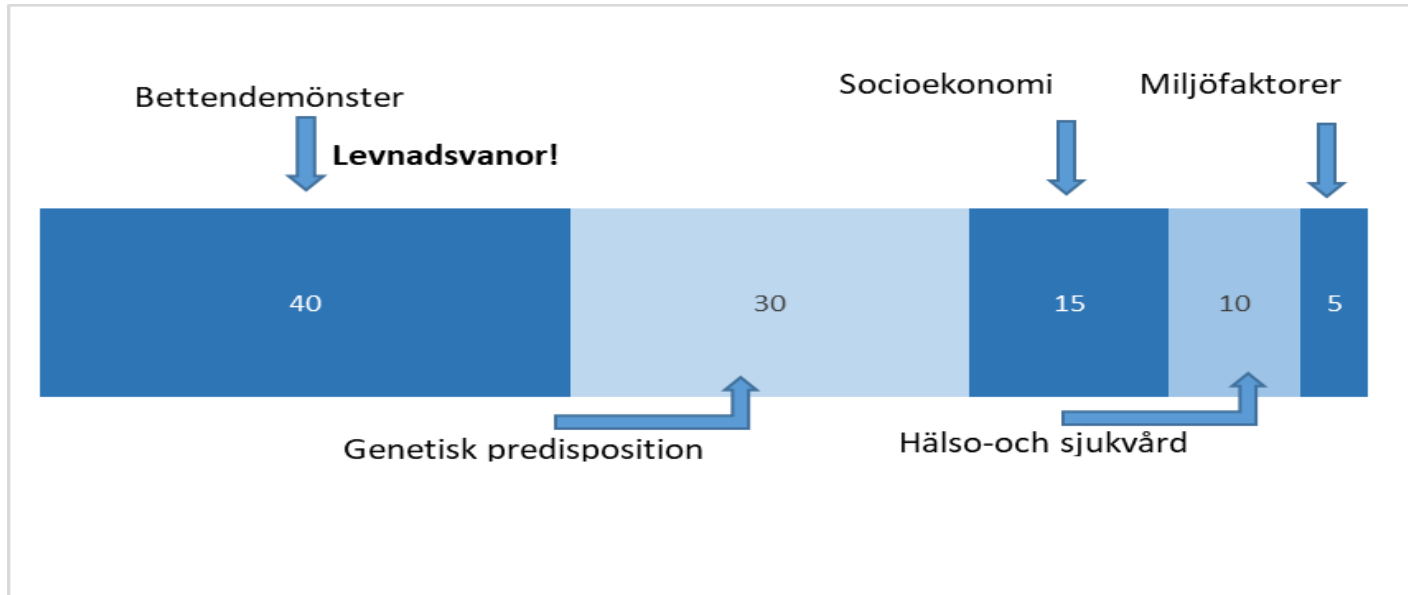 Socioekonomi Miljöfaktorer
Bettendemönster
Levnadsvanor!
40 30 15 10 5
Genetisk predisposition Hälso-och sjukvård